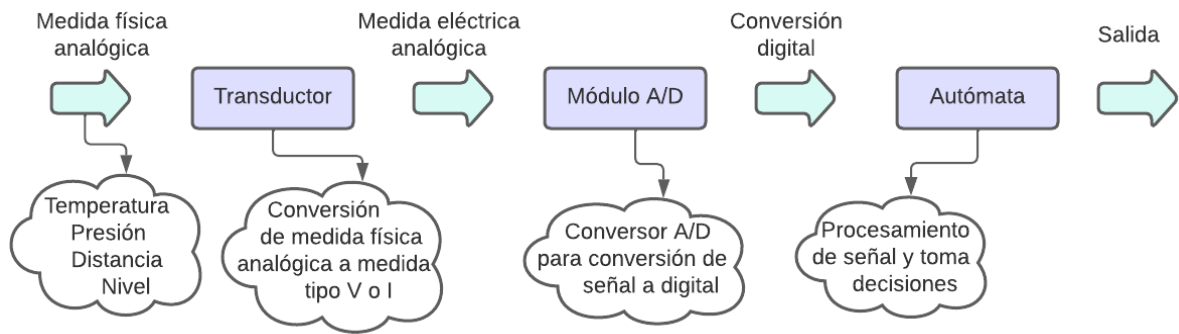 Medida física
analógica
Medida eléctrica
analógica
Conversión
digital
Salida
Transductor
Módulo A/D
Autómata
Temperatura
Presión
Distancia
Nivel
Conversión
de medida física
analógica a medida
tipo V o I
Conversor A/D
para conversión de
señal a digital
Procesamiento
de señal y toma
decisiones